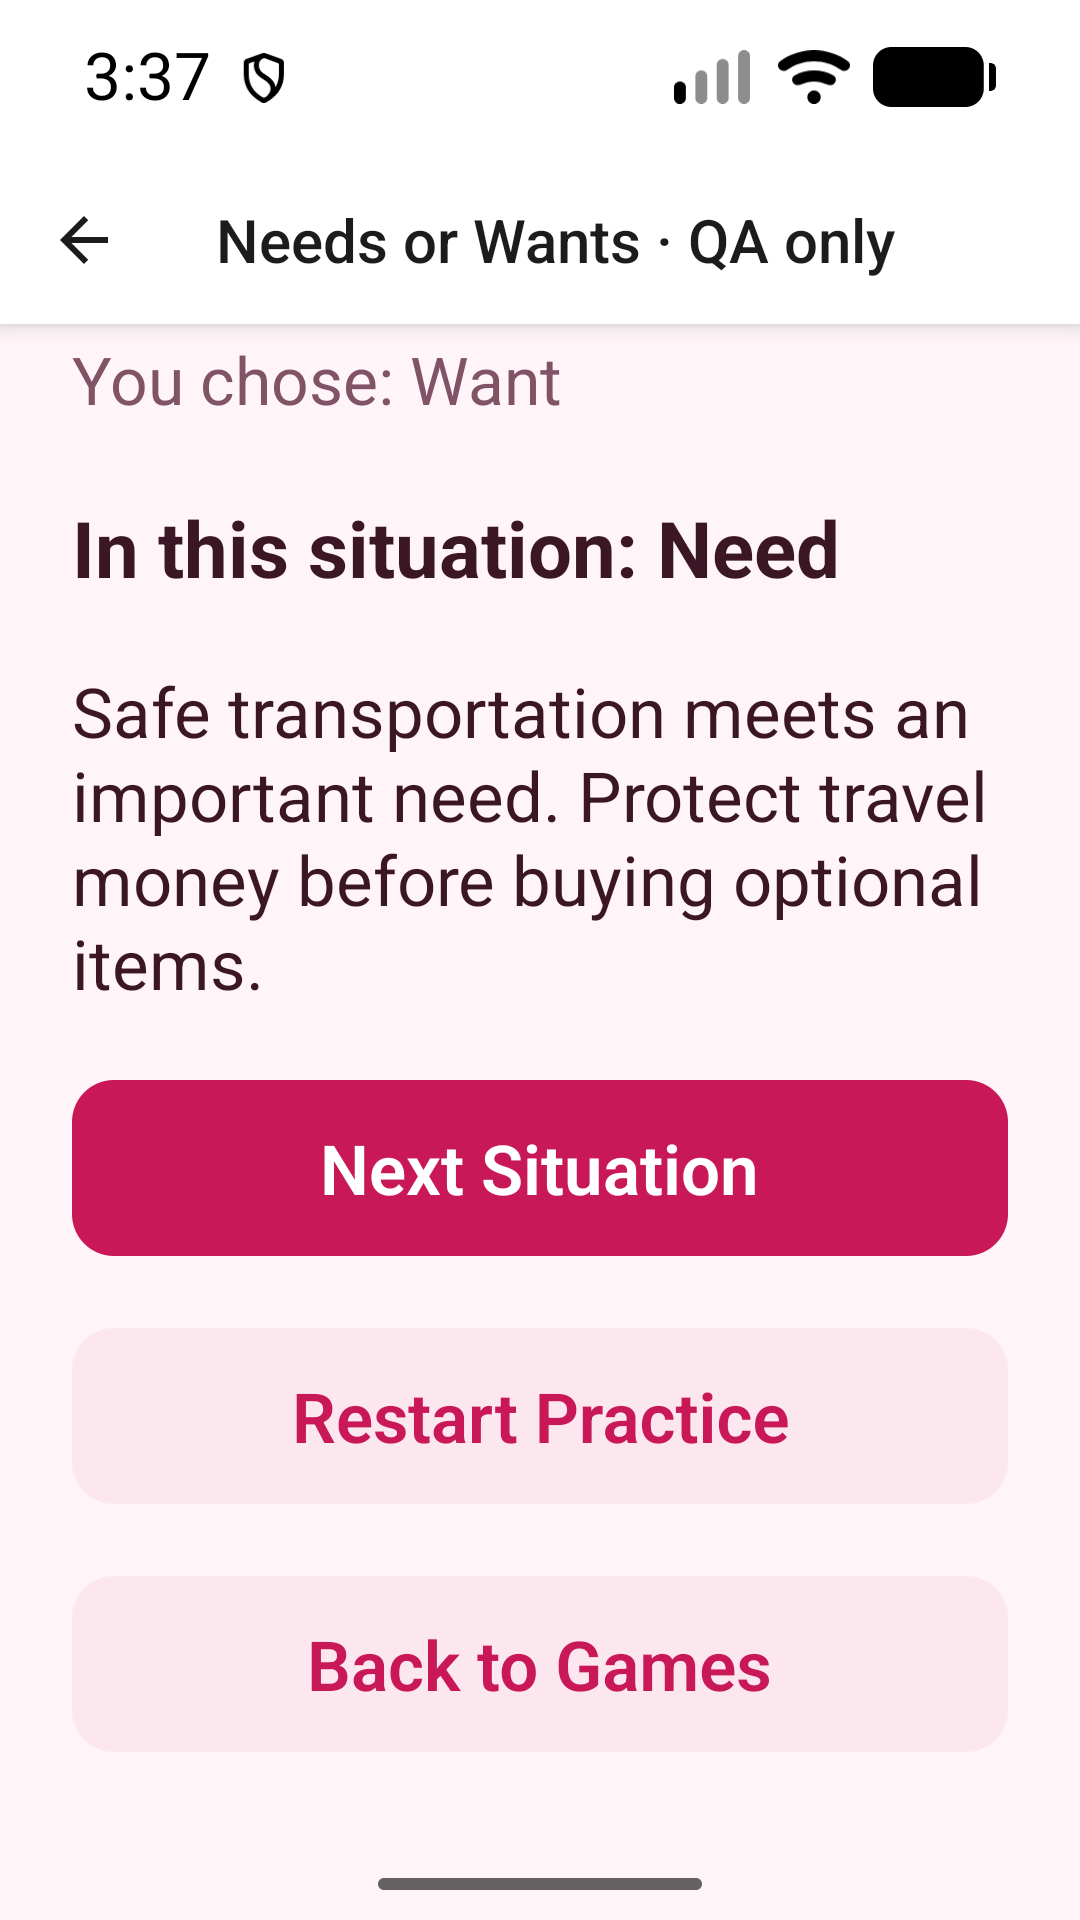 3:37
Needs or Wants · QA only
You chose: Want
In this situation: Need
Safe transportation meets an
important need. Protect travel
money before buying optional
items.
Next Situation
Restart Practice
Back to Games